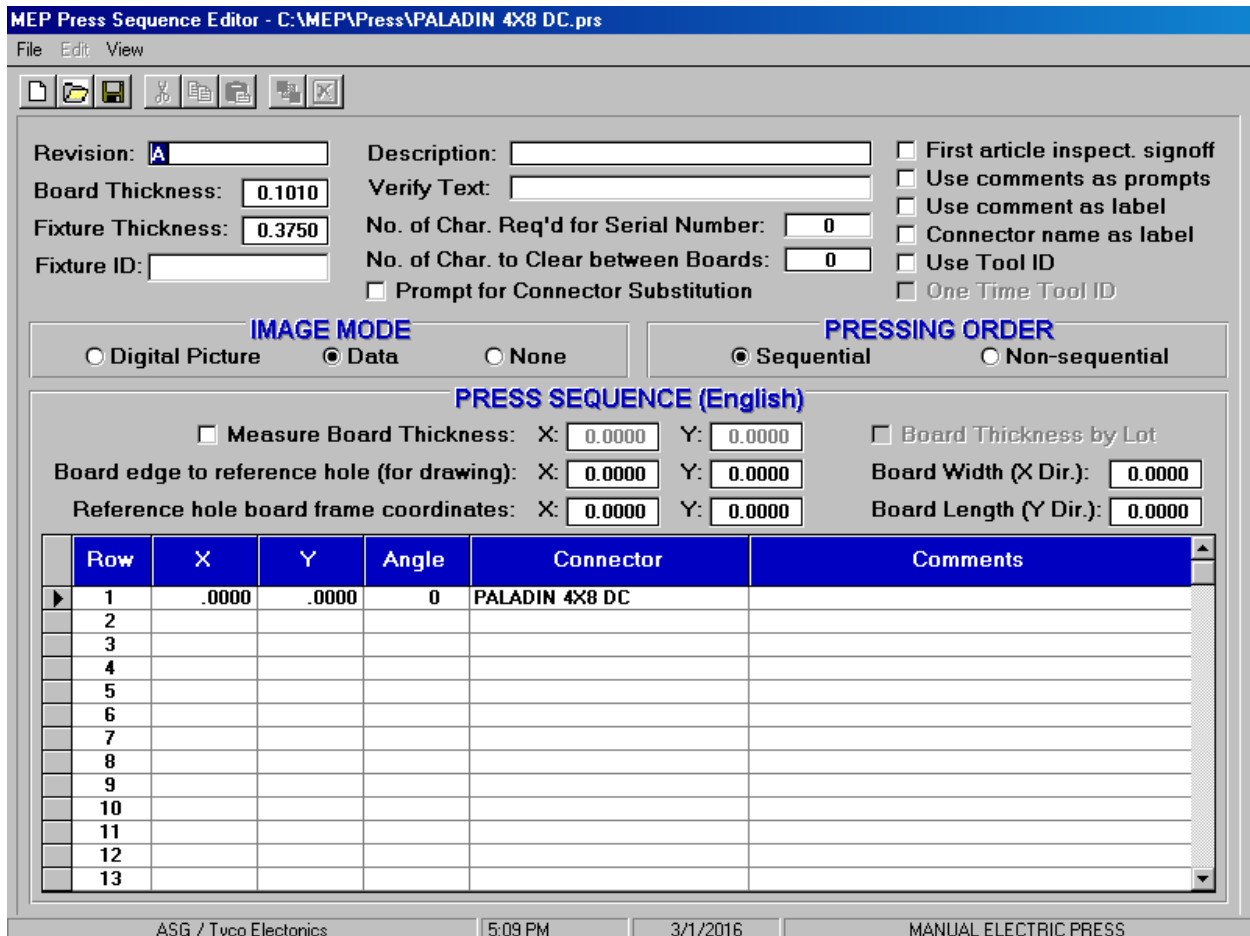 MEP Press Sequence Editor - C:\MEP\Press\PALADIN 4X8 DC.prs
File Edit View
Revision: A
Board Thickness: 0.1010
Fixture Thickness: 0.3750
Fixture ID:
Description:
Verify Text:
No. of Char. Req'd for Serial Number: 0
No. of Char. to Clear between Boards: 0
Prompt for Connector Substitution
First article inspect. signoff
Use comments as prompts
Use comment as label
Connector name as label
Use Tool ID
One Time Tool ID
IMAGE MODE
Digital Picture Data None
PRESSING ORDER
Sequential Non-sequential
PRESS SEQUENCE (English)
Measure Board Thickness: X: 0.0000 Y: 0.0000 Board Thickness by Lot
Board edge to reference hole (for drawing): X: 0.0000 Y: 0.0000 Board Width (X Dir.): 0.0000
Reference hole board frame coordinates: X: 0.0000 Y: 0.0000 Board Length (Y Dir.): 0.0000
Row X Y Angle Connector Comments
1 .0000 .0000 0 PALADIN 4X8 DC
2
3
4
5
6
7
8
9
10
11
12
13
ASG / Tyco Electonics 5:09 PM 3/1/2016 MANUAL ELECTRIC PRESS